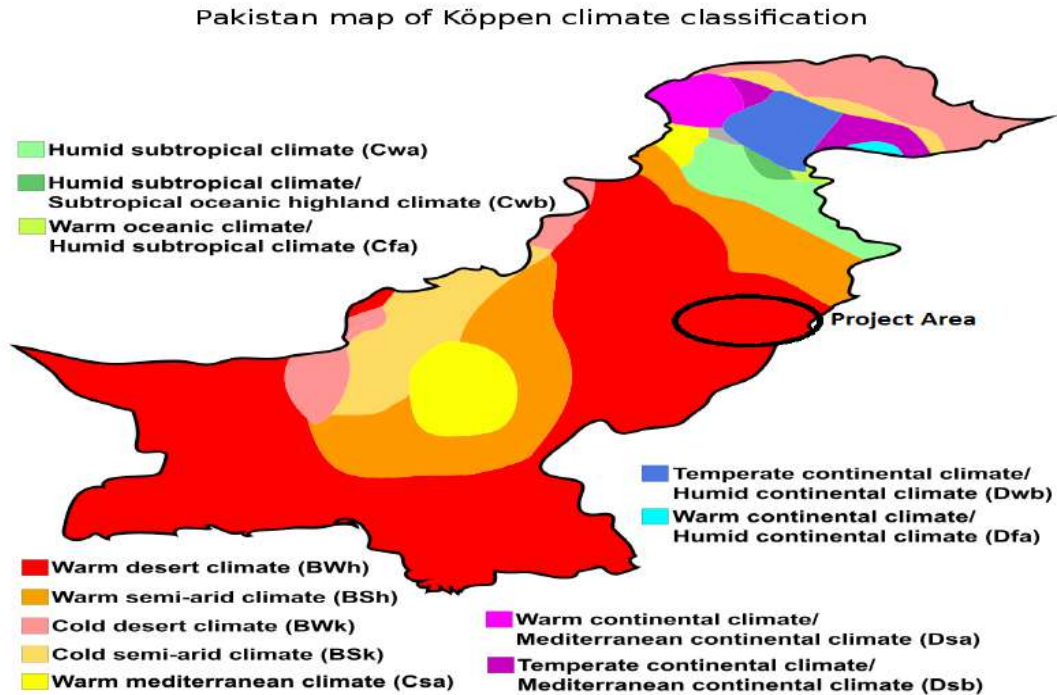 Pakistan map of Köppen climate classification
Humid subtropical climate (Cwa)
Humid subtropical climate/
Subtropical oceanic highland climate (Cwb)
Warm oceanic climate/
Humid subtropical climate (Cfa)
Project Area
Temperate continental climate/
Humid continental climate (Dwb)
Warm continental climate/
Humid continental climate (Dfa)
Warm desert climate (BWh)
Warm semi-arid climate (BSh)
Cold desert climate (BWk)
Cold semi-arid climate (BSk)
Warm mediterranean climate (Csa)
Warm continental climate/
Mediterranean continental climate (Dsa)
Temperate continental climate/
Mediterranean continental climate (Dsb)